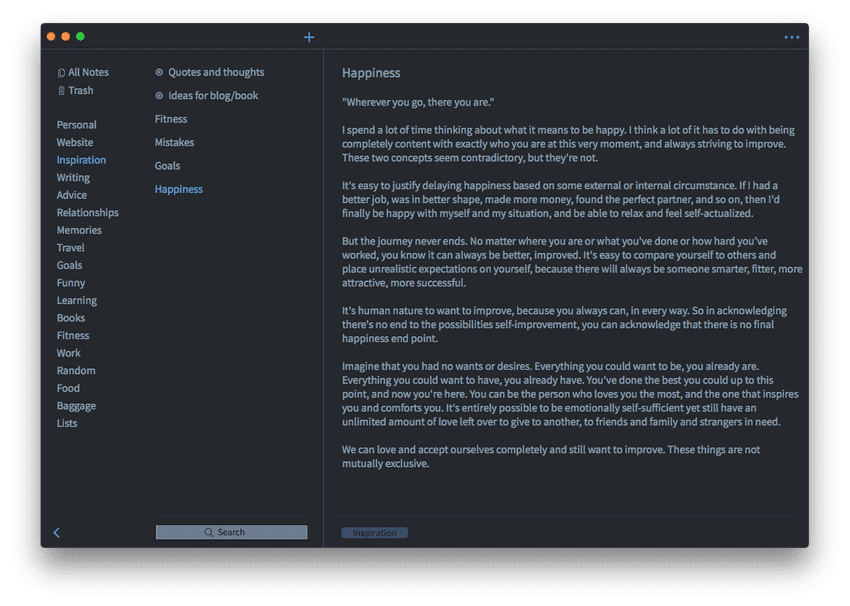 All Notes
Trash
Personal
Website
Inspiration
Writing
Advice
Relationships
Memories
Travel
Goals
Funny
Learning
Books
Fitness
Work
Random
Food
Baggage
Lists
Quotes and thoughts
Ideas for blog/book
Fitness
Mistakes
Goals
Happiness
Search
Happiness
"Wherever you go, there you are."
I spend a lot of time thinking about what it means to be happy. I think a lot of it has to do with being
completely content with exactly who you are at this very moment, and always striving to improve.
These two concepts seem contradictory, but they're not.
It's easy to justify delaying happiness based on some external or internal circumstance. If I had a
better job, was in better shape, made more money, found the perfect partner, and so on, then I'd
finally be happy with myself and my situation, and be able to relax and feel self-actualized.
But the journey never ends. No matter where you are or what you've done or how hard you've
worked, you know it can always be better, improved. It's easy to compare yourself to others and
place unrealistic expectations on yourself, because there will always be someone smarter, fitter, more
attractive, more successful.
It's human nature to want to improve, because you always can, in every way. So in acknowledging
there's no end to the possibilities self-improvement, you can acknowledge that there is no final
happiness end point.
Imagine that you had no wants or desires. Everything you could want to be, you already are.
Everything you could want to have, you already have. You've done the best you could up to this
point, and now you're here. You can be the person who loves you the most, and the one that inspires
you and comforts you. It's entirely possible to be emotionally self-sufficient yet still have an
unlimited amount of love left over to give to another, to friends and family and strangers in need.
We can love and accept ourselves completely and still want to improve. These things are not
mutually exclusive.
Inspiration